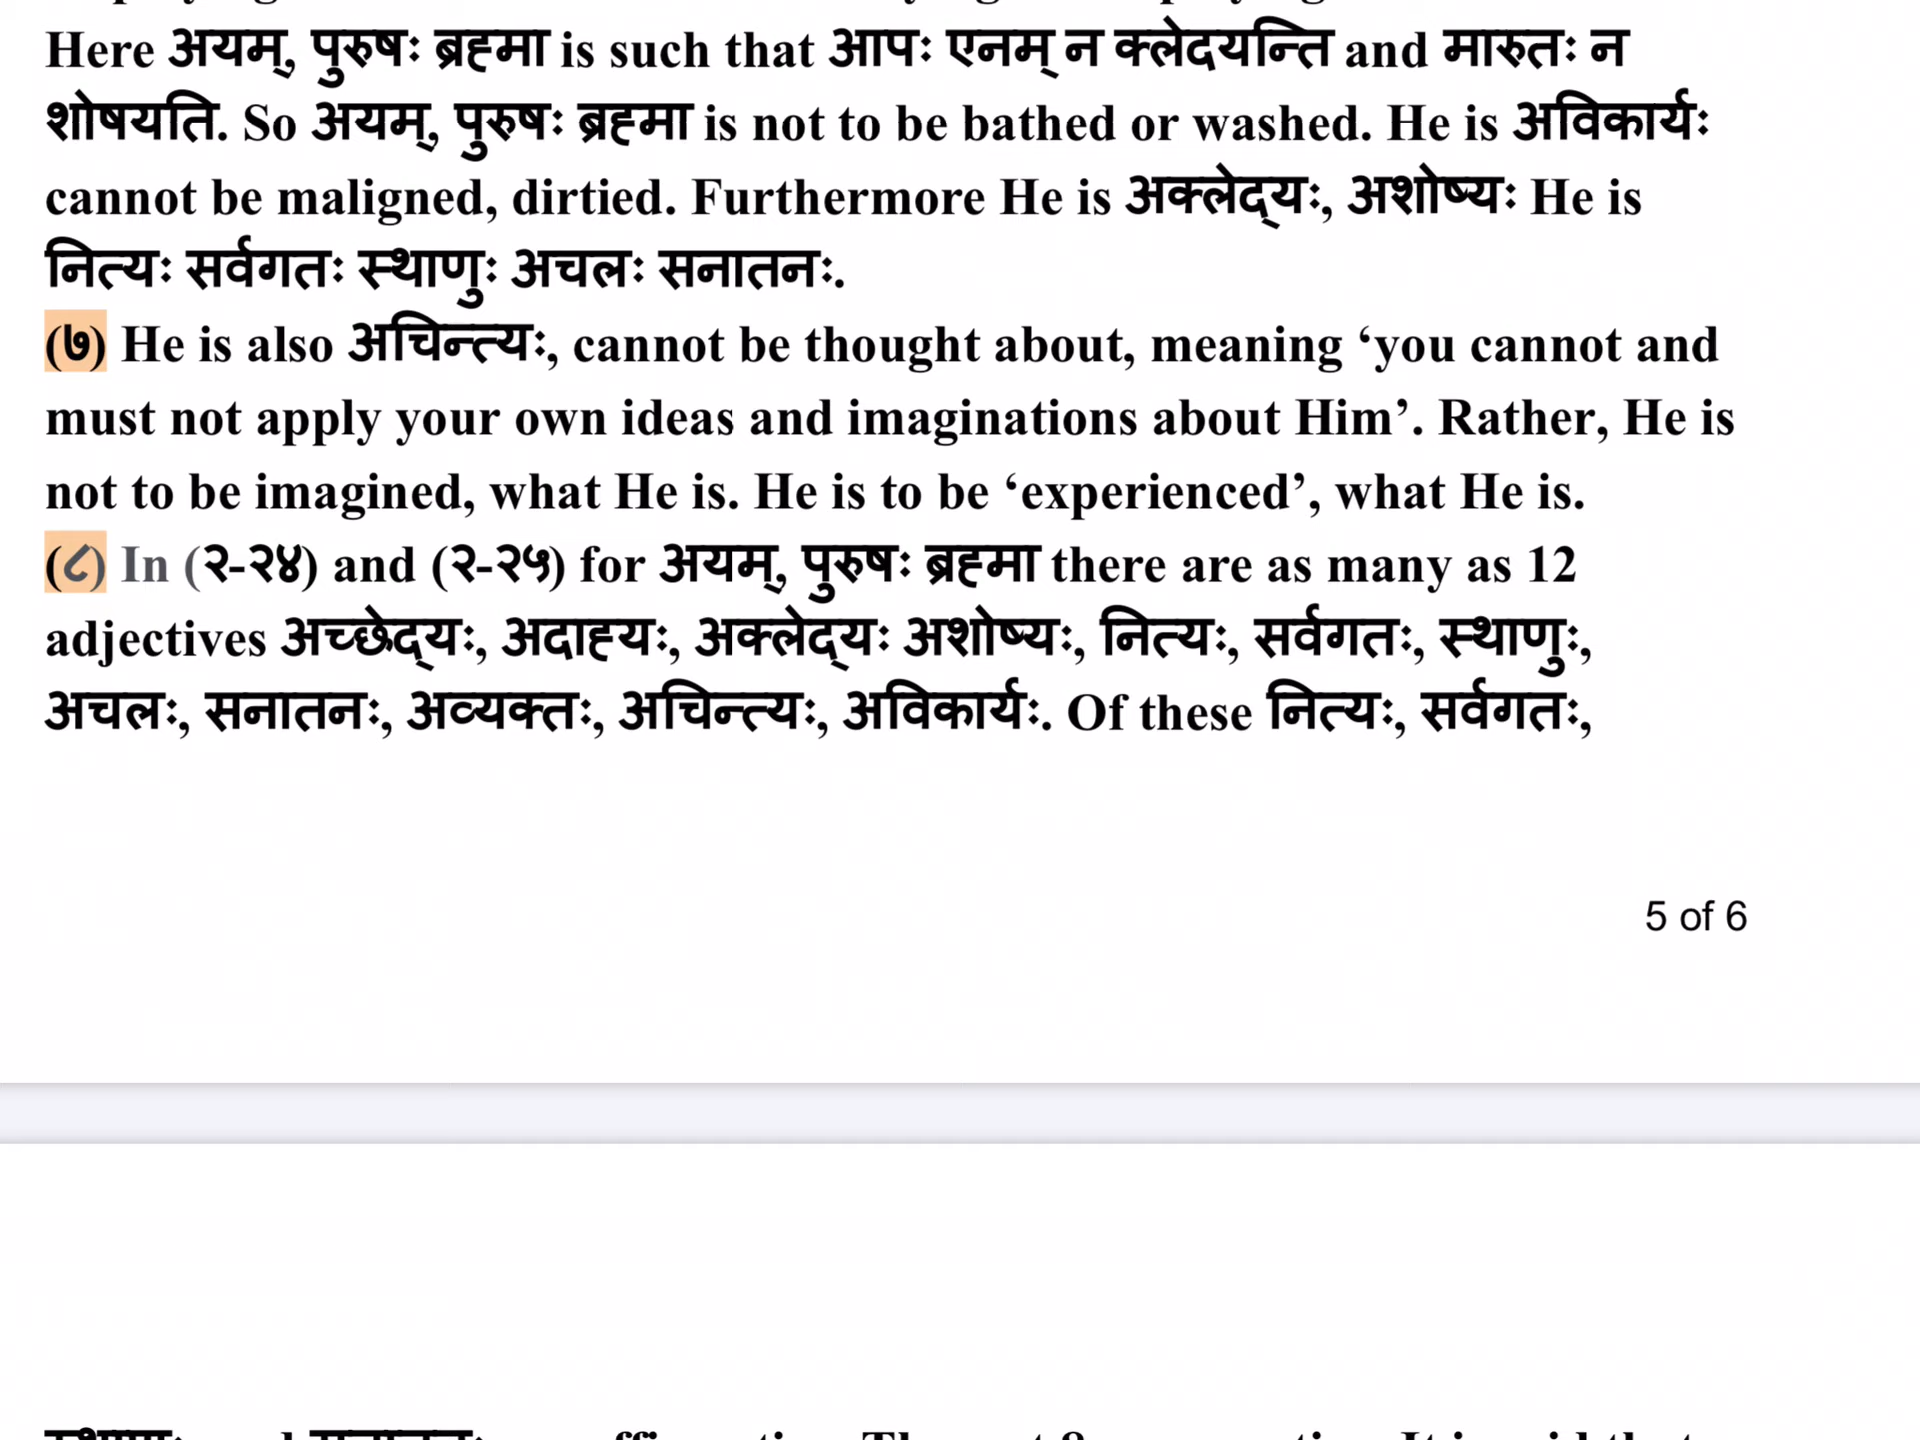 Here अयम्, पुरुषः ब्रह्मा is such that आपः एनम् न क्लेदयन्ति and मारुतः न
शोषयति. So अयम्, पुरुषः ब्रह्मा is not to be bathed or washed. He is अविकार्यः
cannot be maligned, dirtied. Furthermore He is अक्लेद्यः, अशोष्यः He is
नित्यः सर्वगतः स्थाणुः अचलः सनातनः.
(७) He is also अचिन्त्यः, cannot be thought about, meaning ‘you cannot and
must not apply your own ideas and imaginations about Him’. Rather, He is
not to be imagined, what He is. He is to be ‘experienced’, what He is.
(८) In (२-२४) and (२-२५) for अयम्, पुरुषः ब्रह्मा there are as many as 12
adjectives अच्छेद्यः, अदाह्यः, अक्लेद्यः अशोष्यः, नित्यः, सर्वगतः, स्थाणुः,
अचलः, सनातनः, अव्यक्तः, अचिन्त्यः, अविकार्यः. Of these नित्यः, सर्वगतः,
5 of 6